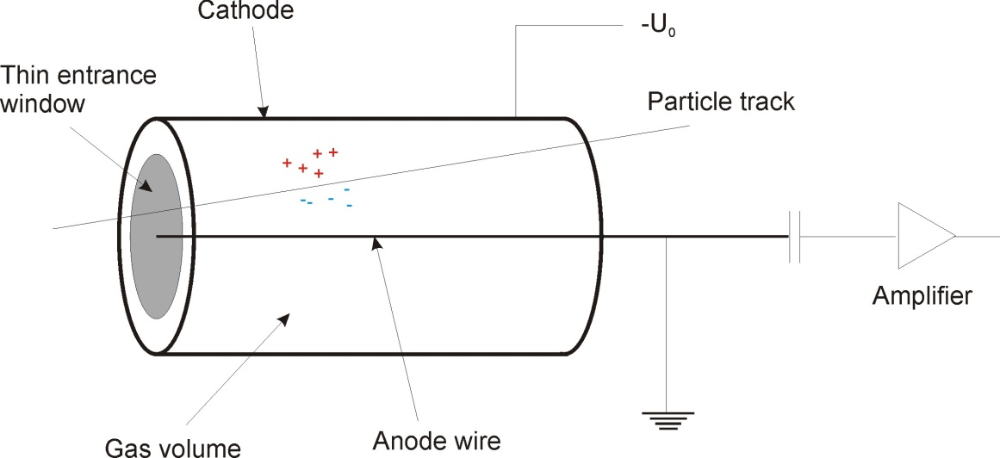 Cathode
-U₀
Thin entrance
window
Particle track
Amplifier
Gas volume
Anode wire